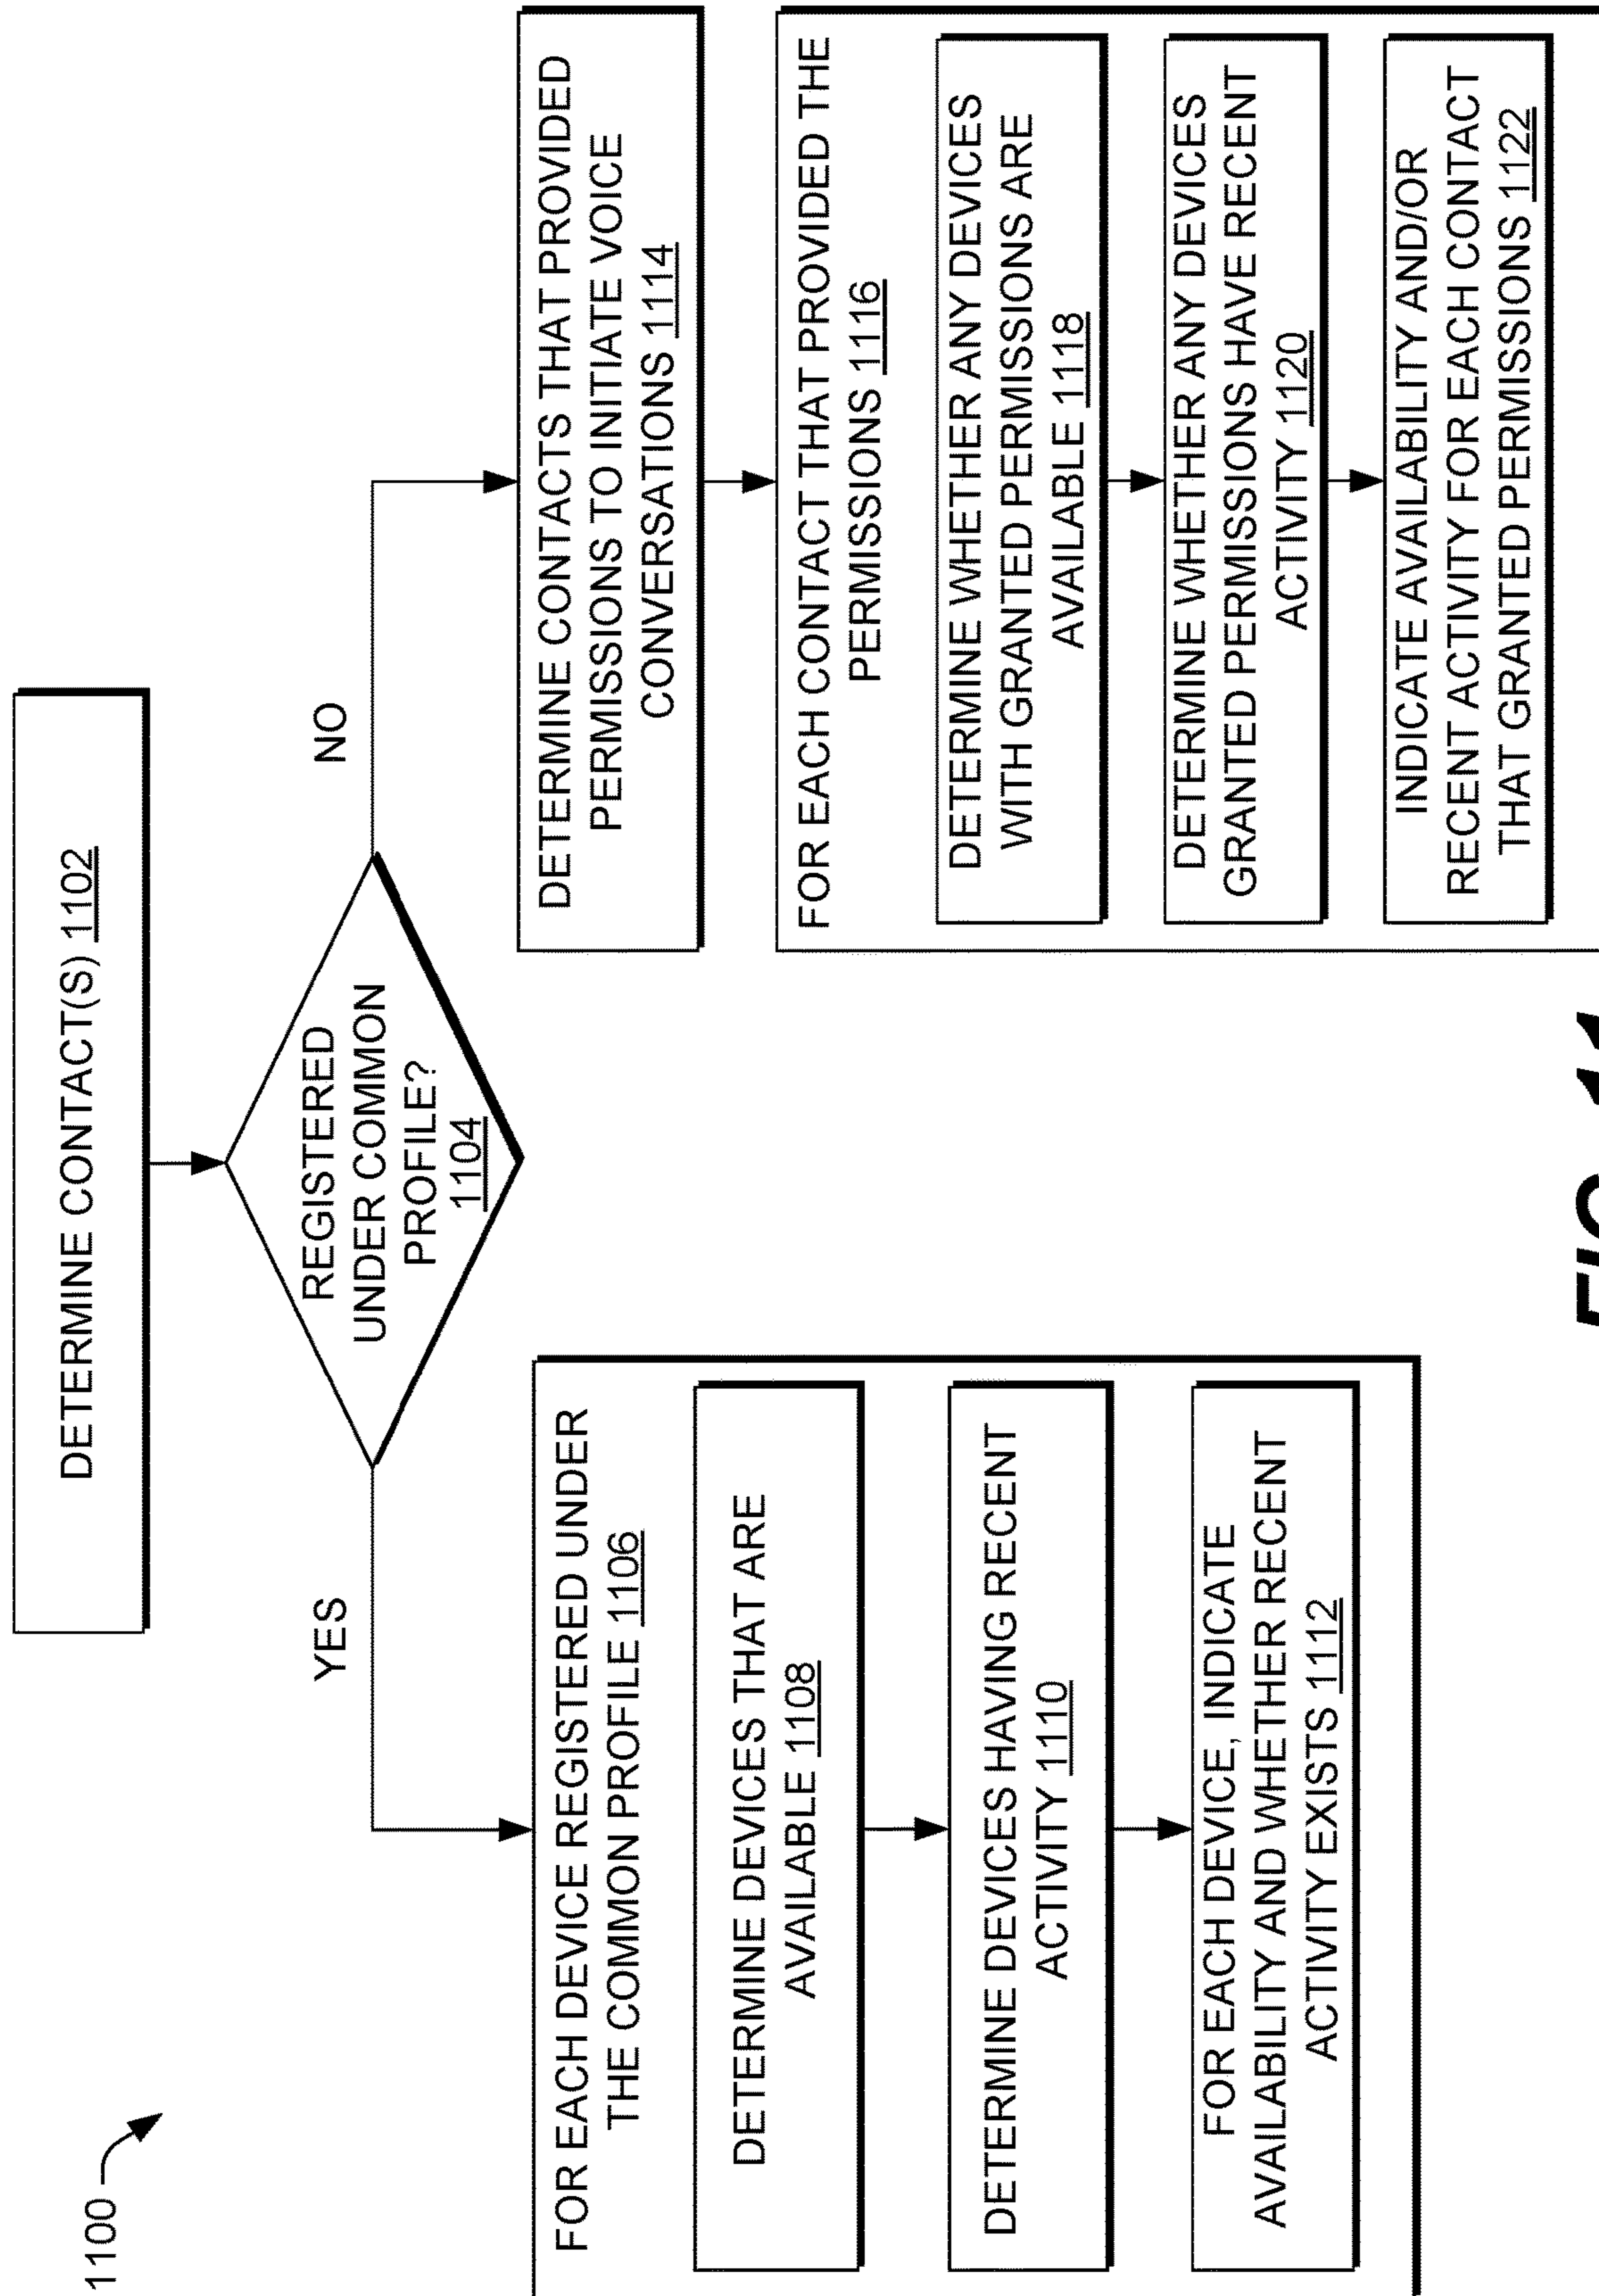 1100
DETERMINE CONTACT(S) 1102
REGISTERED
UNDER COMMON
PROFILE?
1104
YES
NO
FOR EACH DEVICE REGISTERED UNDER
THE COMMON PROFILE 1106
DETERMINE DEVICES THAT ARE
AVAILABLE 1108
DETERMINE DEVICES HAVING RECENT
ACTIVITY 1110
FOR EACH DEVICE, INDICATE
AVAILABILITY AND WHETHER RECENT
ACTIVITY EXISTS 1112
DETERMINE CONTACTS THAT PROVIDED
PERMISSIONS TO INITIATE VOICE
CONVERSATIONS 1114
FOR EACH CONTACT THAT PROVIDED THE
PERMISSIONS 1116
DETERMINE WHETHER ANY DEVICES
WITH GRANTED PERMISSIONS ARE
AVAILABLE 1118
DETERMINE WHETHER ANY DEVICES
GRANTED PERMISSIONS HAVE RECENT
ACTIVITY 1120
INDICATE AVAILABILITY AND/OR
RECENT ACTIVITY FOR EACH CONTACT
THAT GRANTED PERMISSIONS 1122